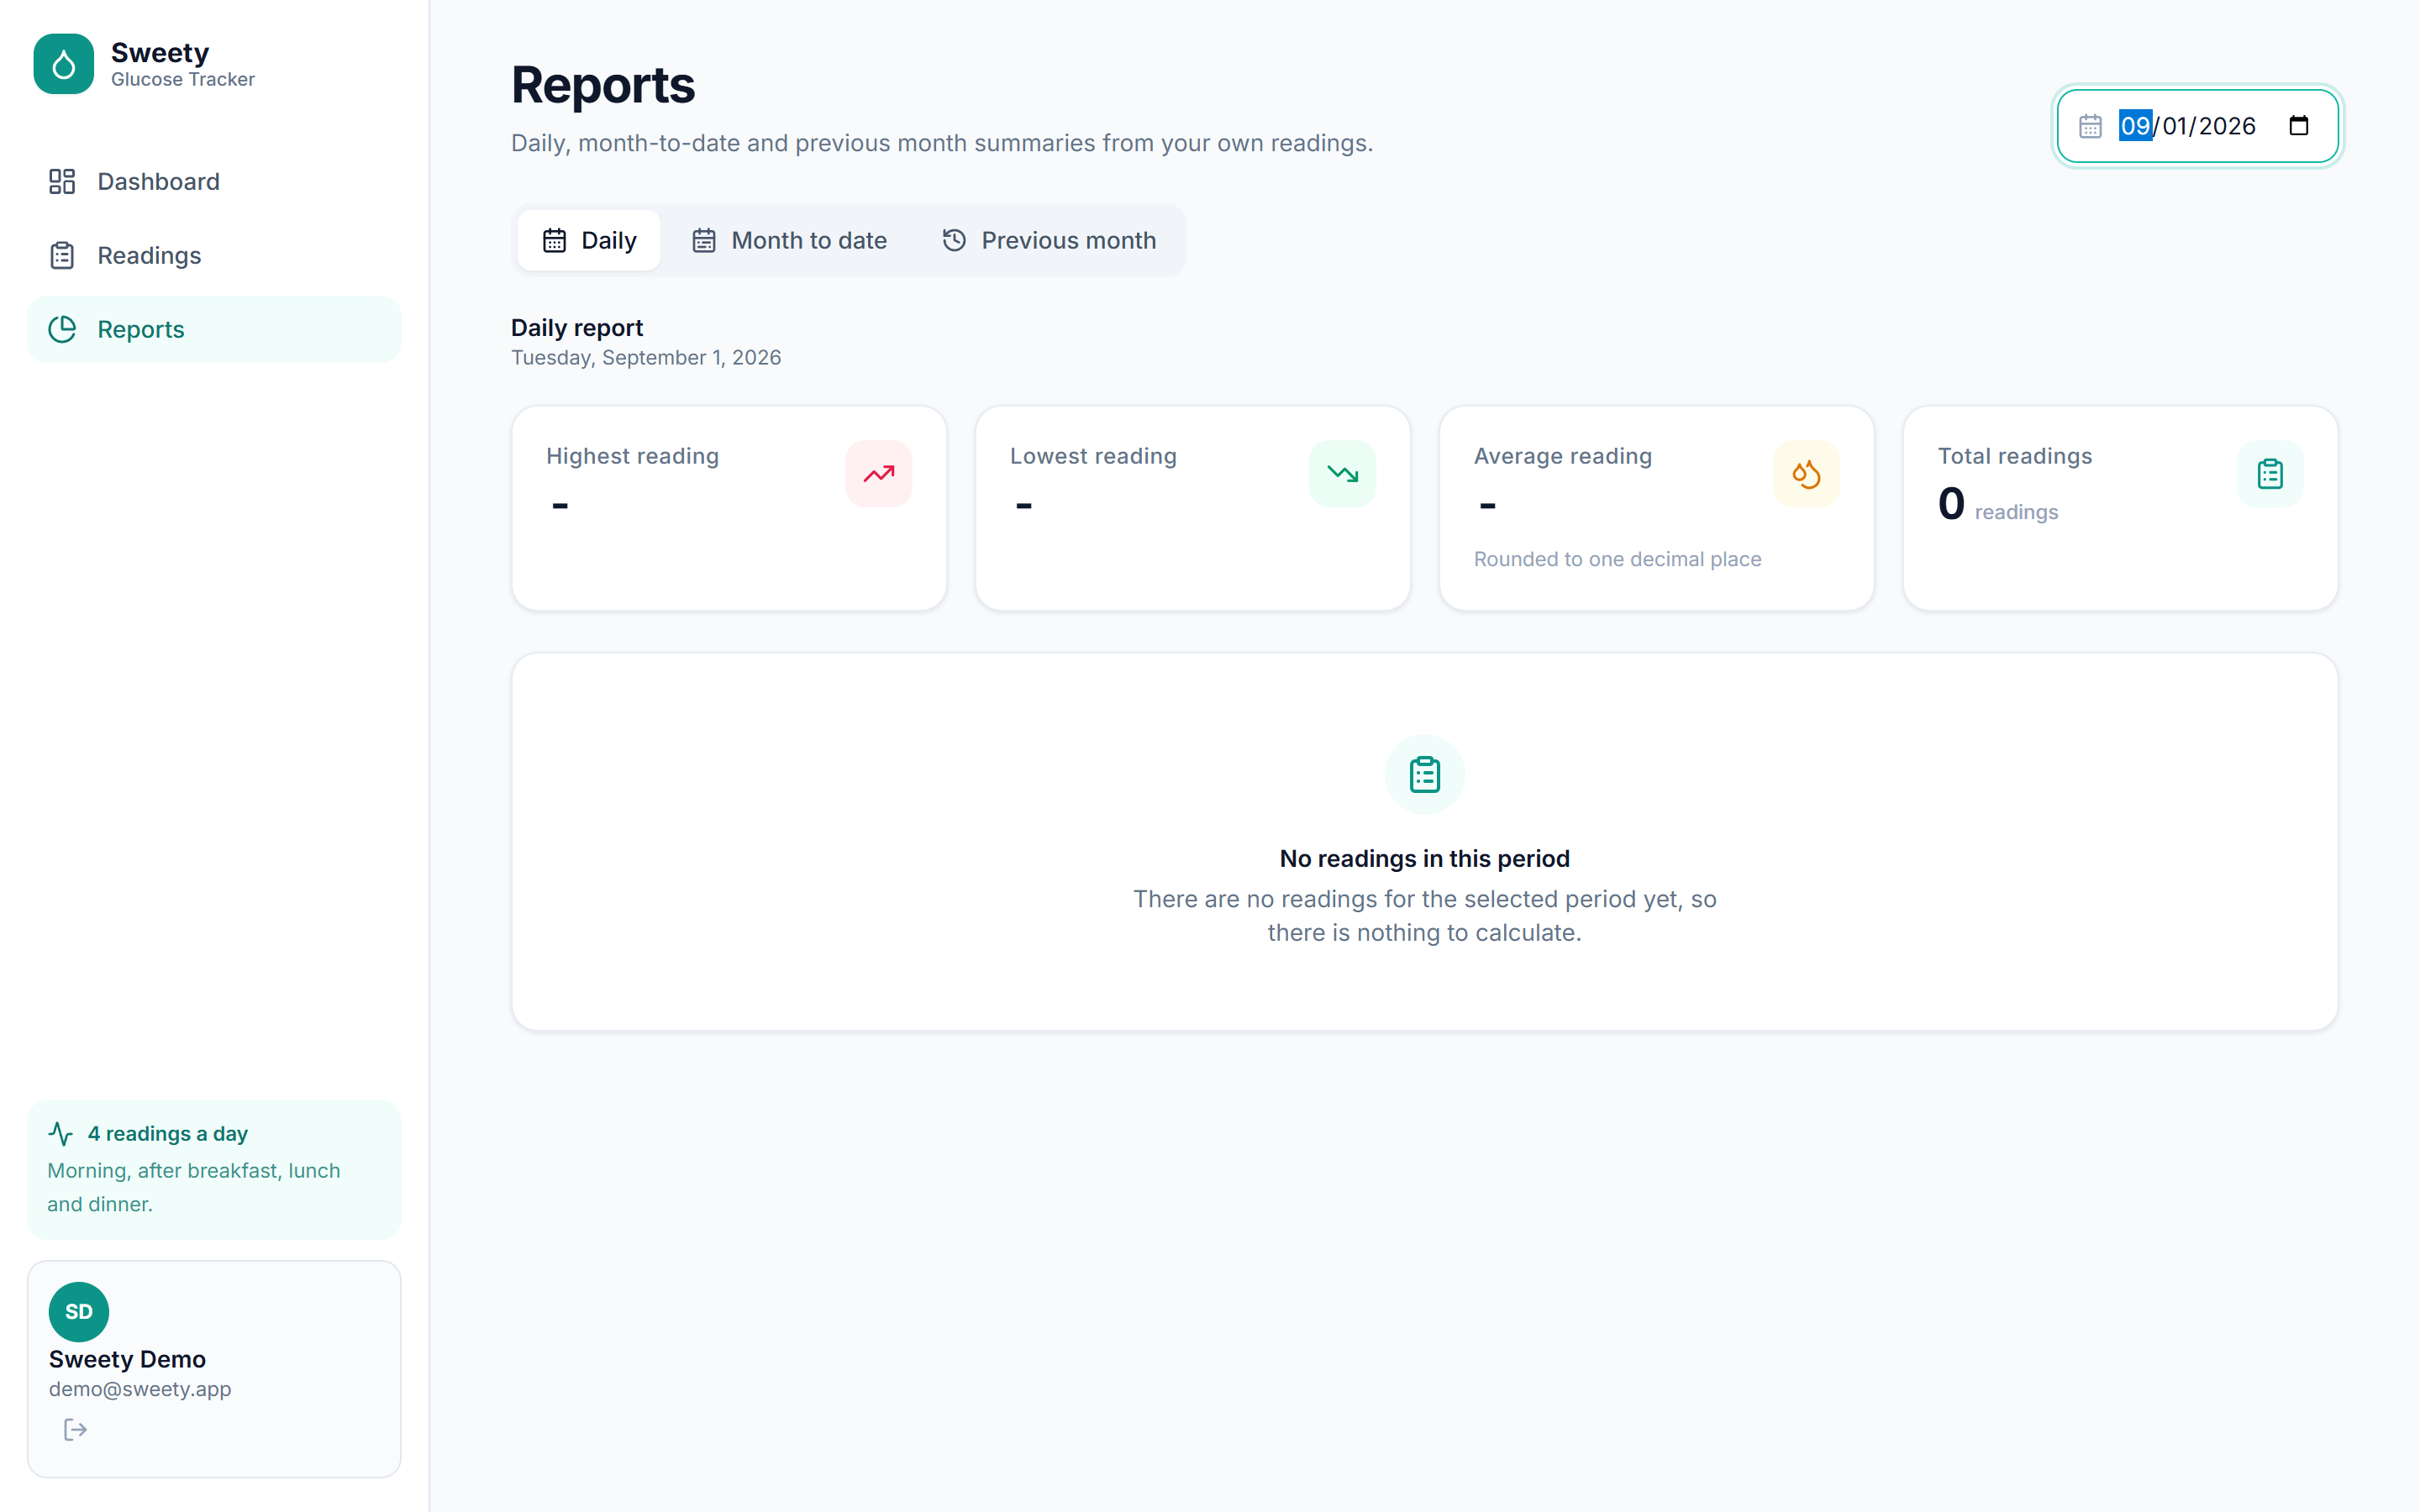 Sweety
Glucose Tracker
Dashboard
Readings
Reports
4 readings a day
Morning, after breakfast, lunch
and dinner.
SD
Sweety Demo
demo@sweety.app
Reports
Daily, month-to-date and previous month summaries from your own readings.
09/01/2026
Daily
Month to date
Previous month
Daily report
Tuesday, September 1, 2026
Highest reading
-
Lowest reading
-
Average reading
-
Rounded to one decimal place
Total readings
0 readings
No readings in this period
There are no readings for the selected period yet, so
there is nothing to calculate.